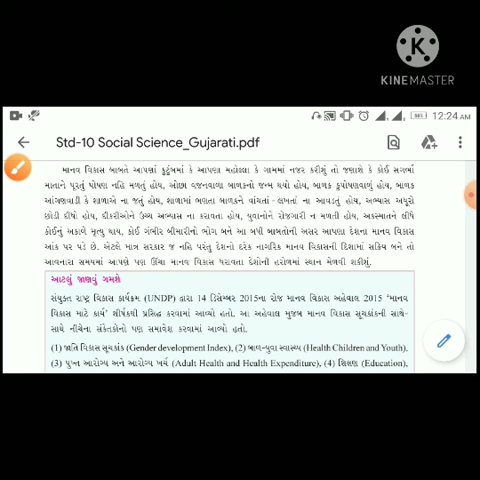 KINEMASTER
12:24 AM
Std-10 Social Science_Gujarati.pdf
માનવ વિકાસ બાબતે આપણાં કુટુંબમાં કે આપણા મહોલ્લા કે ગામમાં નજર કરીશું તો જણાશે કે કોઈ સગર્ભા
માતાને પૂરતું પોષણ નહિ મળતું હોય, ઓછા વજનવાળા બાળકનો જન્મ થયો હોય, બાળક કુપોષણવાળું હોય, બાળક
આંગણવાડી કે શાળાએ ના જતું હોય, શાળામાં ભણતા બાળકને વાંચતાં-લખતાં ના આવડતું હોય, અભ્યાસ અધૂરો
છોડી દીધો હોય, દીકરીઓને ઉચ્ચ અભ્યાસ ના કરાવતા હોય, યુવાનોને રોજગારી ન મળતી હોય, અકસ્માતને લીધે
કોઈનું અકાળે મૃત્યુ થાય, કોઈ ગંભીર બીમારીનો ભોગ બને આ બધી બાબતોની અસર આપણા દેશના માનવ વિકાસ
આંક પર પડે છે. એટલે માત્ર સરકાર જ નહિ પરંતુ દેશનો દરેક નાગરિક માનવ વિકાસની દિશામાં સક્રિય બને તો
આવનારા સમયમાં આપણે પણ ઊંચા માનવ વિકાસ ધરાવતા દેશોની હરોળમાં સ્થાન મેળવી શકીશું.
આટલું જાણવું ગમશે
સંયુક્ત રાષ્ટ્ર વિકાસ કાર્યક્રમ (UNDP) દ્વારા 14 ડિસેમ્બર 2015ના રોજ માનવ વિકાસ અહેવાલ 2015 'માનવ
વિકાસ માટે કાર્ય' શીર્ષકથી પ્રસિદ્ધ કરવામાં આવ્યો હતો. આ અહેવાલ મુજબ માનવ વિકાસ સૂચકાંકની સાથે-
સાથે નીચેના સંકેતકોનો પણ સમાવેશ કરવામાં આવ્યો હતો.
(1) જાતિ વિકાસ સૂચકાંક (Gender development Index), (2) બાળ-યુવા સ્વાસ્થ્ય (Health Children and Youth),
(3) પુખ્ત આરોગ્ય અને આરોગ્ય ખર્ચ (Adult Health and Health Expenditure), (4) શિક્ષણ (Education),